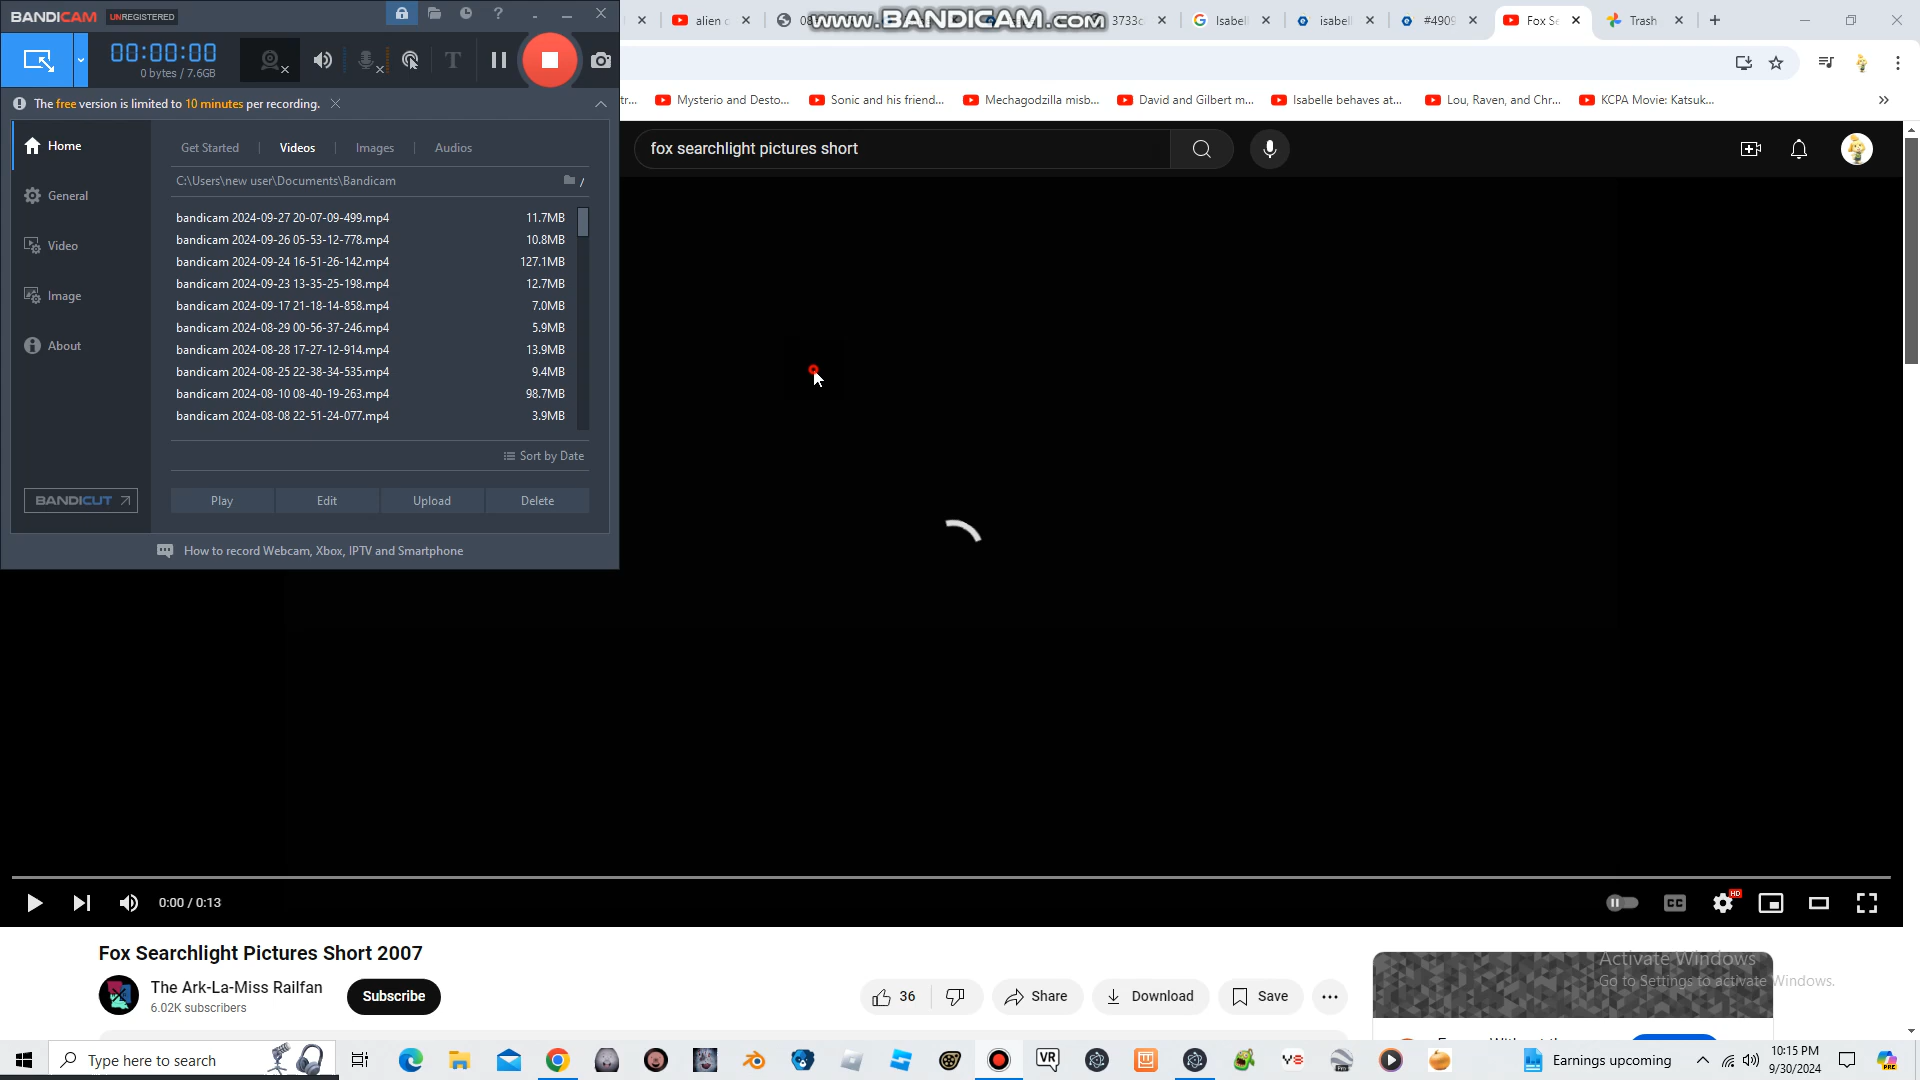 BANDICAM UNREGISTERED
00:00:00
0 bytes / 7.6GB
T
The free version is limited to 10 minutes per recording.
Home
General
Video
Image
About
BANDICUT
Get Started Videos Images Audios
C:\Users\new user\Documents\Bandicam
bandicam 2024-09-27 20-07-09-499.mp4 11.7MB
bandicam 2024-09-26 05-53-12-778.mp4 10.8MB
bandicam 2024-09-24 16-51-26-142.mp4 127.1MB
bandicam 2024-09-23 13-35-25-198.mp4 12.7MB
bandicam 2024-09-17 21-18-14-858.mp4 7.0MB
bandicam 2024-08-29 00-56-37-246.mp4 5.9MB
bandicam 2024-08-28 17-27-12-914.mp4 13.9MB
bandicam 2024-08-25 22-38-34-535.mp4 9.4MB
bandicam 2024-08-10 08-40-19-263.mp4 98.7MB
bandicam 2024-08-08 22-51-24-077.mp4 3.9MB
Sort by Date
Play Edit Upload Delete
How to record Webcam, Xbox, IPTV and Smartphone
alien c 08 www.BANDICAM.com 3733c Isabell isabell #4909 Fox Se Trash
tr... Mysterio and Desto... Sonic and his friend... Mechagodzilla misb... David and Gilbert m... Isabelle behaves at... Lou, Raven, and Chr... KCPA Movie: Katsuk...
fox searchlight pictures short
0:00 / 0:13
CC HD
Fox Searchlight Pictures Short 2007
The Ark-La-Miss Railfan
6.02K subscribers
Subscribe
36 Share Download Save
Activate Windows
Go to Settings to activate Windows.
Type here to search
VR
Earnings upcoming
10:15 PM
9/30/2024
PRE